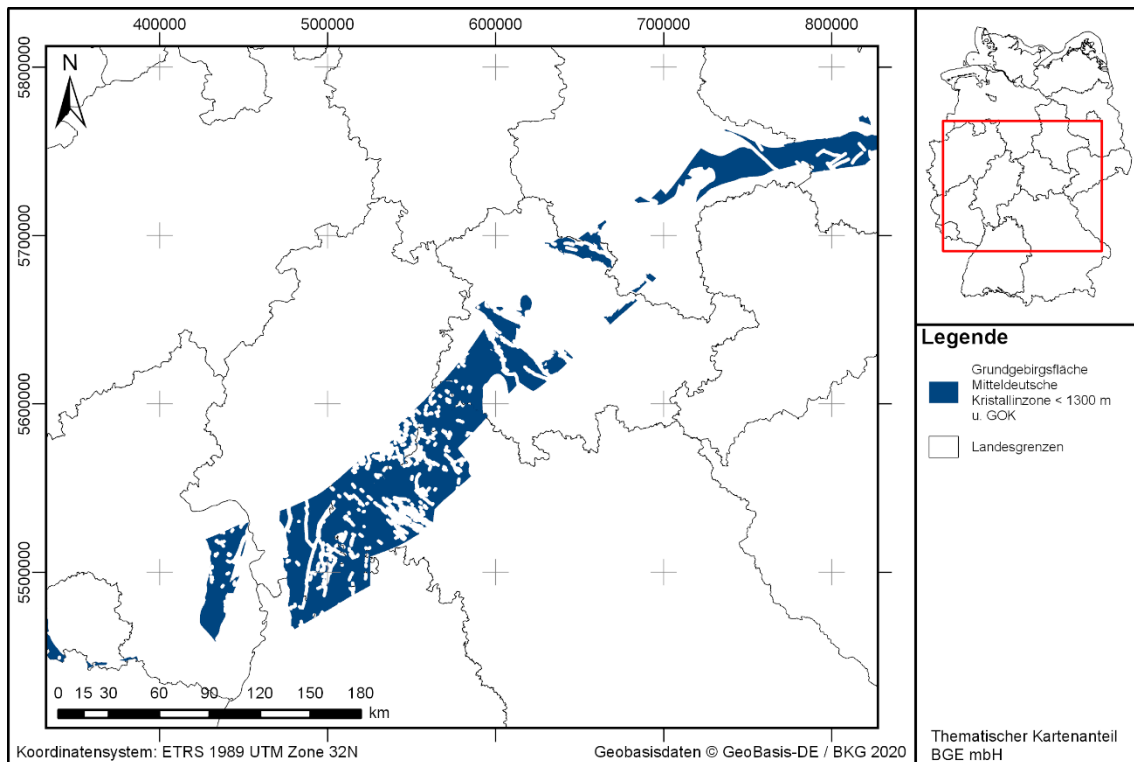 400000 500000 600000 700000 800000
5800000
5700000
5600000
5500000
N
0 15 30 60 90 120 150 180
km
Koordinatensystem: ETRS 1989 UTM Zone 32N
Geobasisdaten © GeoBasis-DE / BKG 2020
Legende
Grundgebirgsfläche
Mitteldeutsche
Kristallinzone < 1300 m
u. GOK
Landesgrenzen
Thematischer Kartenanteil
BGE mbH